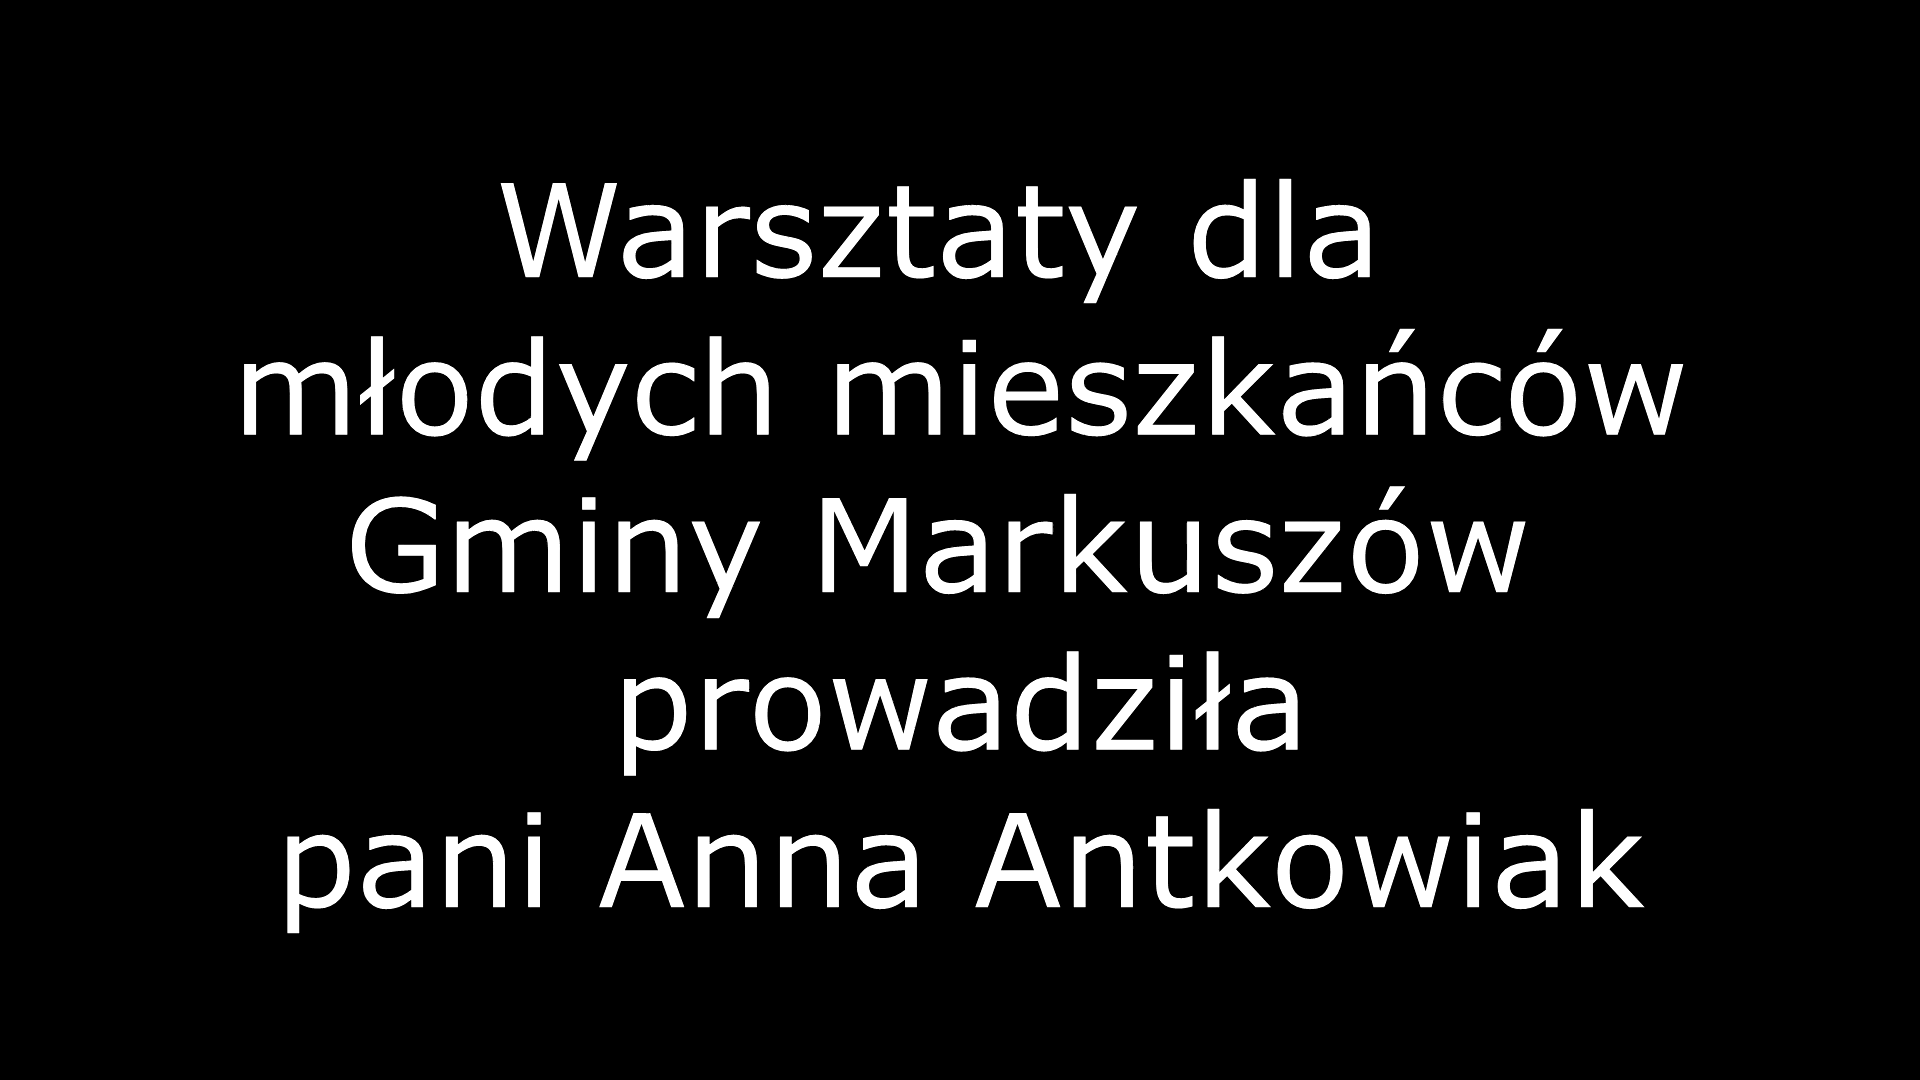 Warsztaty dla
młodych mieszkańców
Gminy Markuszów
prowadziła
pani Anna Antkowiak